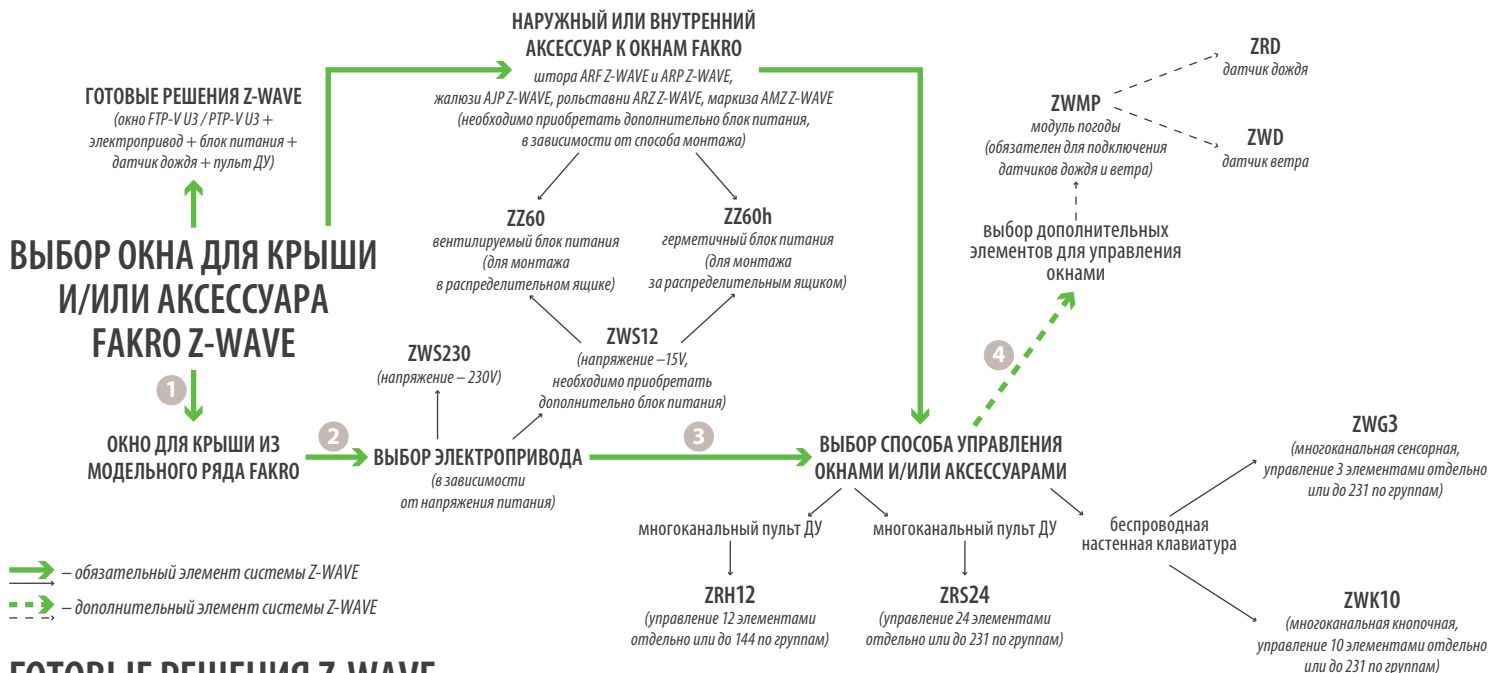 НАРУЖНЫЙ ИЛИ ВНУТРЕННИЙ
АКСЕССУАР К ОКНАМ FAKRO
штора ARF Z-WAVE и ARP Z-WAVE,
жалюзи AJP Z-WAVE, рольставни ARZ Z-WAVE, маркиза AMZ Z-WAVE
(необходимо приобретать дополнительно блок питания,
в зависимости от способа монтажа)
ГОТОВЫЕ РЕШЕНИЯ Z-WAVE
(окно FTP-V U3 / PTP-V U3 +
электропривод + блок питания +
датчик дождя + пульт ДУ)
ZRD
датчик дождя
ZWMP
модуль погоды
(обязателен для подключения
датчиков дождя и ветра)
ZWD
датчик ветра
ВЫБОР ОКНА ДЛЯ КРЫШИ
И/ИЛИ АКСЕССУАРА
FAKRO Z-WAVE
ZZ60
вентилируемый блок питания
(для монтажа
в распределительном ящике)
ZZ60h
герметичный блок питания
(для монтажа
за распределительным ящиком)
выбор дополнительных
элементов для управления
окнами
ZWS230
(напряжение – 230V)
ZWS12
(напряжение –15V,
необходимо приобретать
дополнительно блок питания)
4
1
ОКНО ДЛЯ КРЫШИ ИЗ
МОДЕЛЬНОГО РЯДА FAKRO
2
ВЫБОР ЭЛЕКТРОПРИВОДА
(в зависимости
от напряжения питания)
3
ВЫБОР СПОСОБА УПРАВЛЕНИЯ
ОКНАМИ И/ИЛИ АКСЕССУАРАМИ
ZWG3
(многоканальная сенсорная,
управление 3 элементами отдельно
или до 231 по группам)
многоканальный пульт ДУ
многоканальный пульт ДУ
беспроводная
настенная клавиатура
– обязательный элемент системы Z-WAVE
– дополнительный элемент системы Z-WAVE
ZRH12
(управление 12 элементами
отдельно или до 144 по группам)
ZRS24
(управление 24 элементами
отдельно или до 231 по группам)
ZWK10
(многоканальная кнопочная,
управление 10 элементами отдельно
или до 231 по группам)
ГОТОВЫЕ РЕШЕНИЯ Z-WAVE